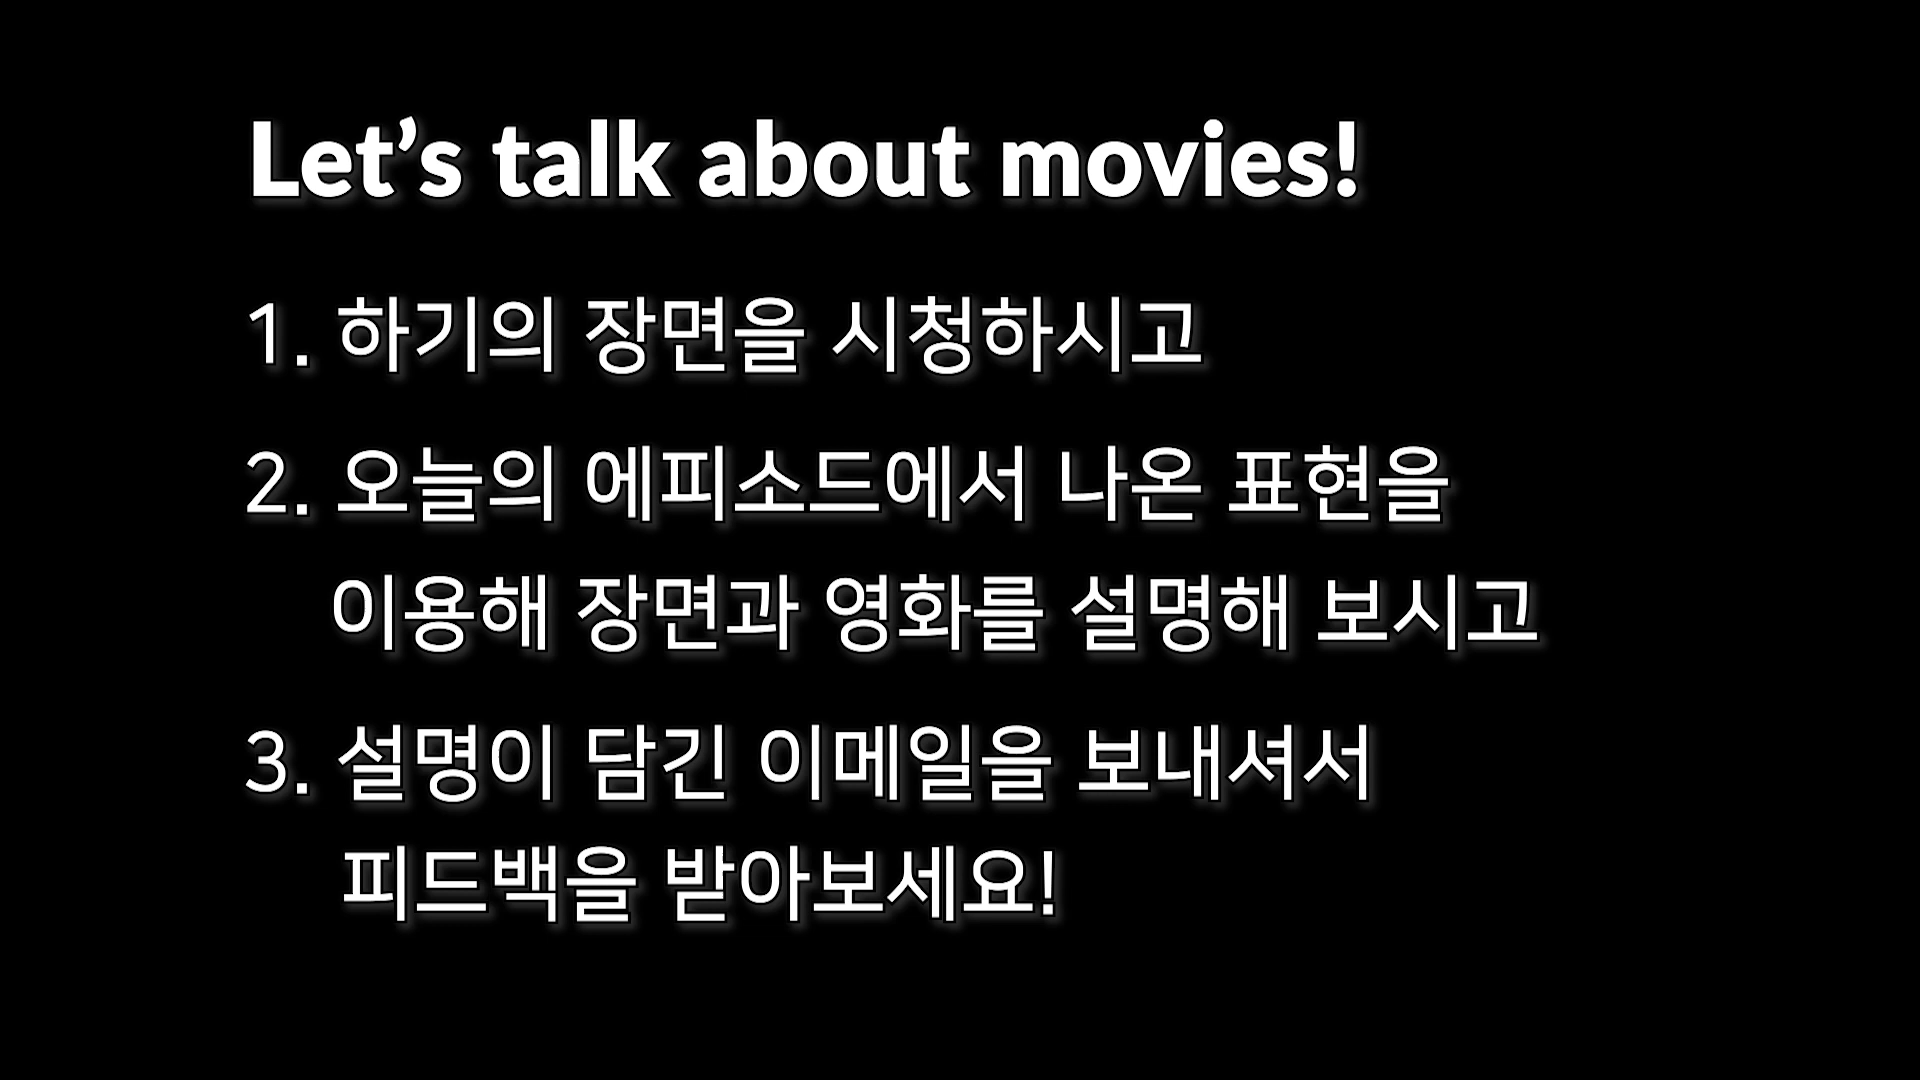 Let’s talk about movies!
1. 하기의 장면을 시청하시고
2. 오늘의 에피소드에서 나온 표현을
이용해 장면과 영화를 설명해 보시고
3. 설명이 담긴 이메일을 보내셔서
피드백을 받아보세요!